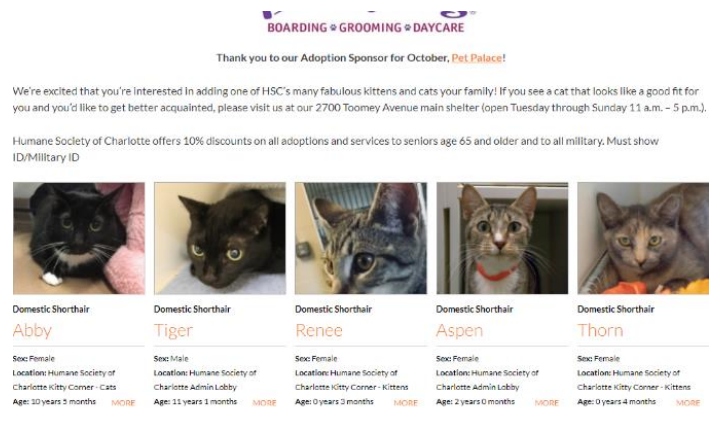 BOARDING GROOMING DAYCARE
Thank you to our Adoption Sponsor for October, Pet Palace!
We're excited that you're interested in adding one of HSC's many fabulous kittens and cats your family! If you see a cat that looks like a good fit for
you and you'd like to get better acquainted, please visit us at our 2700 Toomey Avenue main shelter (open Tuesday through Sunday 11 a.m. – 5 p.m.).
Humane Society of Charlotte offers 10% discounts on all adoptions and services to seniors age 65 and older and to all military. Must show
ID/Military ID
Domestic Shorthair
Abby
Sex: Female
Location: Humane Society of
Charlotte Kitty Corner - Cats
Age: 10 years 5 months MORE
Domestic Shorthair
Tiger
Sex: Male
Location: Humane Society of
Charlotte Admin Lobby
Age: 11 years 1 months MORE
Domestic Shorthair
Renee
Sex: Female
Location: Humane Society of
Charlotte Kitty Corner - Kittens
Age: 0 years 3 months MORE
Domestic Shorthair
Aspen
Sex: Female
Location: Humane Society of
Charlotte Admin Lobby
Age: 2 years 0 months MORE
Domestic Shorthair
Thorn
Sex: Female
Location: Humane Society of
Charlotte Kitty Corner - Kittens
Age: 0 years 4 months MORE